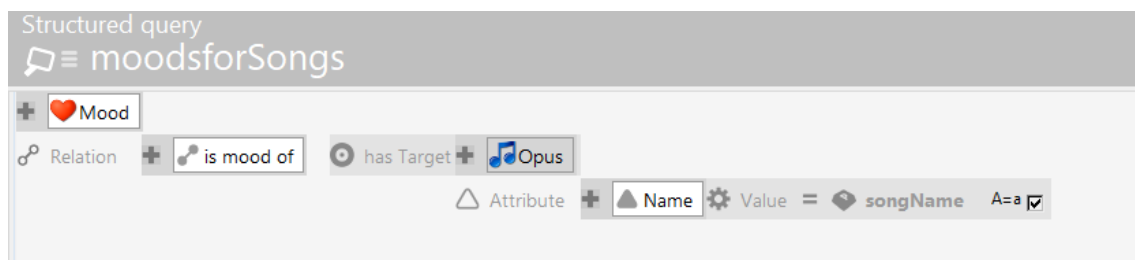 Structured query
moodsforSongs
Mood
Relation is mood of has Target Opus
Attribute Name Value = songName A=a